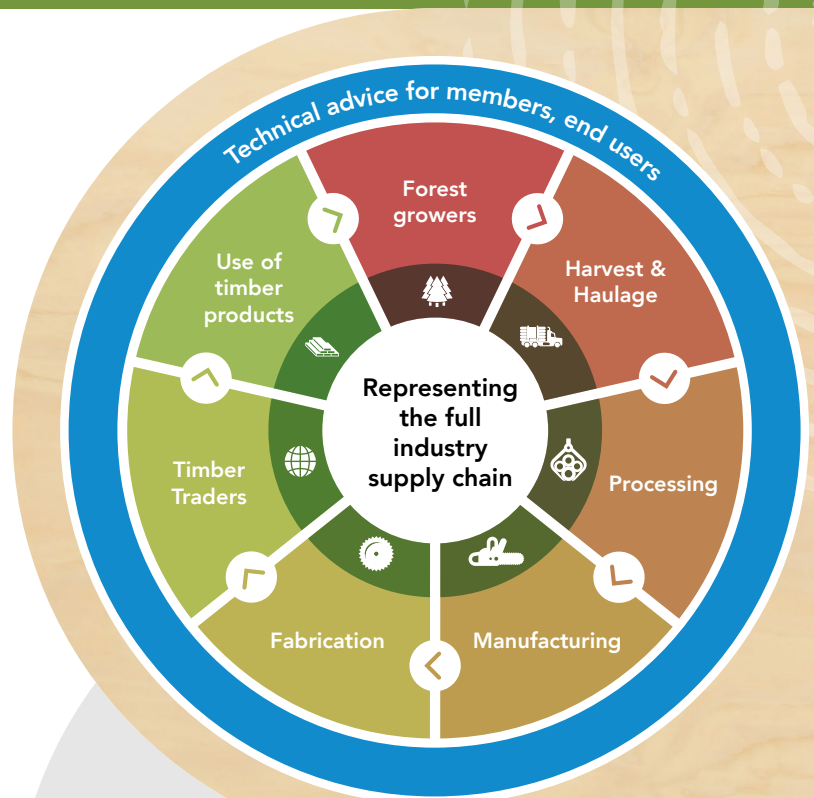 Technical advice for members, end users
Forest
growers
Harvest &
Haulage
Processing
Manufacturing
Fabrication
Timber
Traders
Use of
timber
products
Representing
the full
industry
supply chain